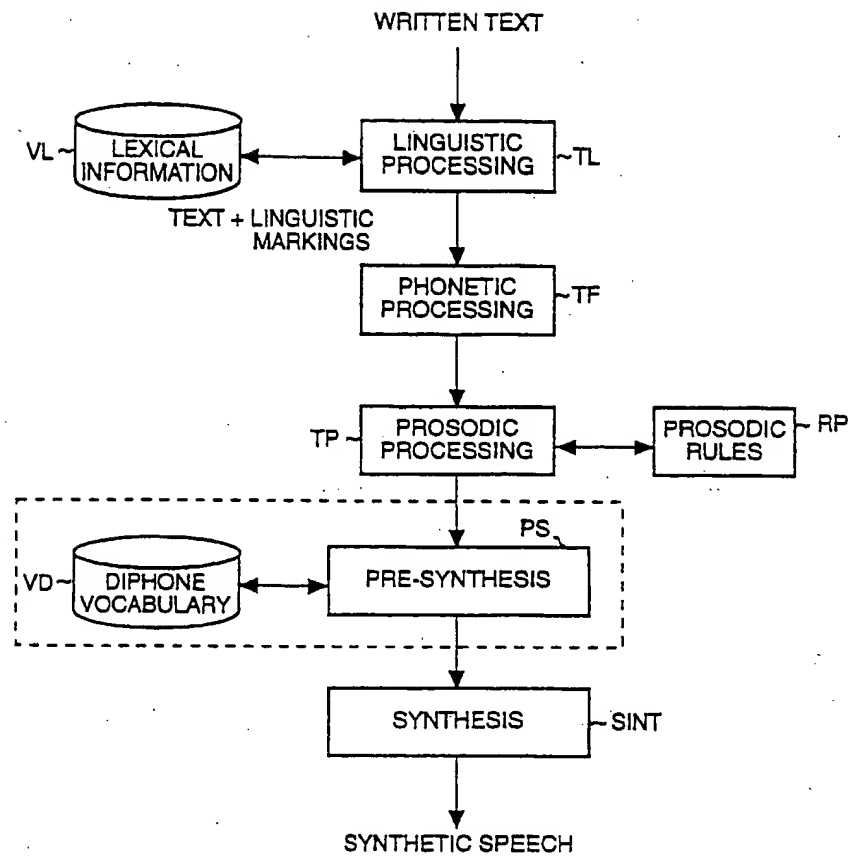 WRITTEN TEXT
VL
LEXICAL
INFORMATION
LINGUISTIC
PROCESSING
TL
TEXT + LINGUISTIC
MARKINGS
PHONETIC
PROCESSING
TF
TP
PROSODIC
PROCESSING
PROSODIC
RULES
RP
PS
VD
DIPHONE
VOCABULARY
PRE-SYNTHESIS
SYNTHESIS
SINT
SYNTHETIC SPEECH